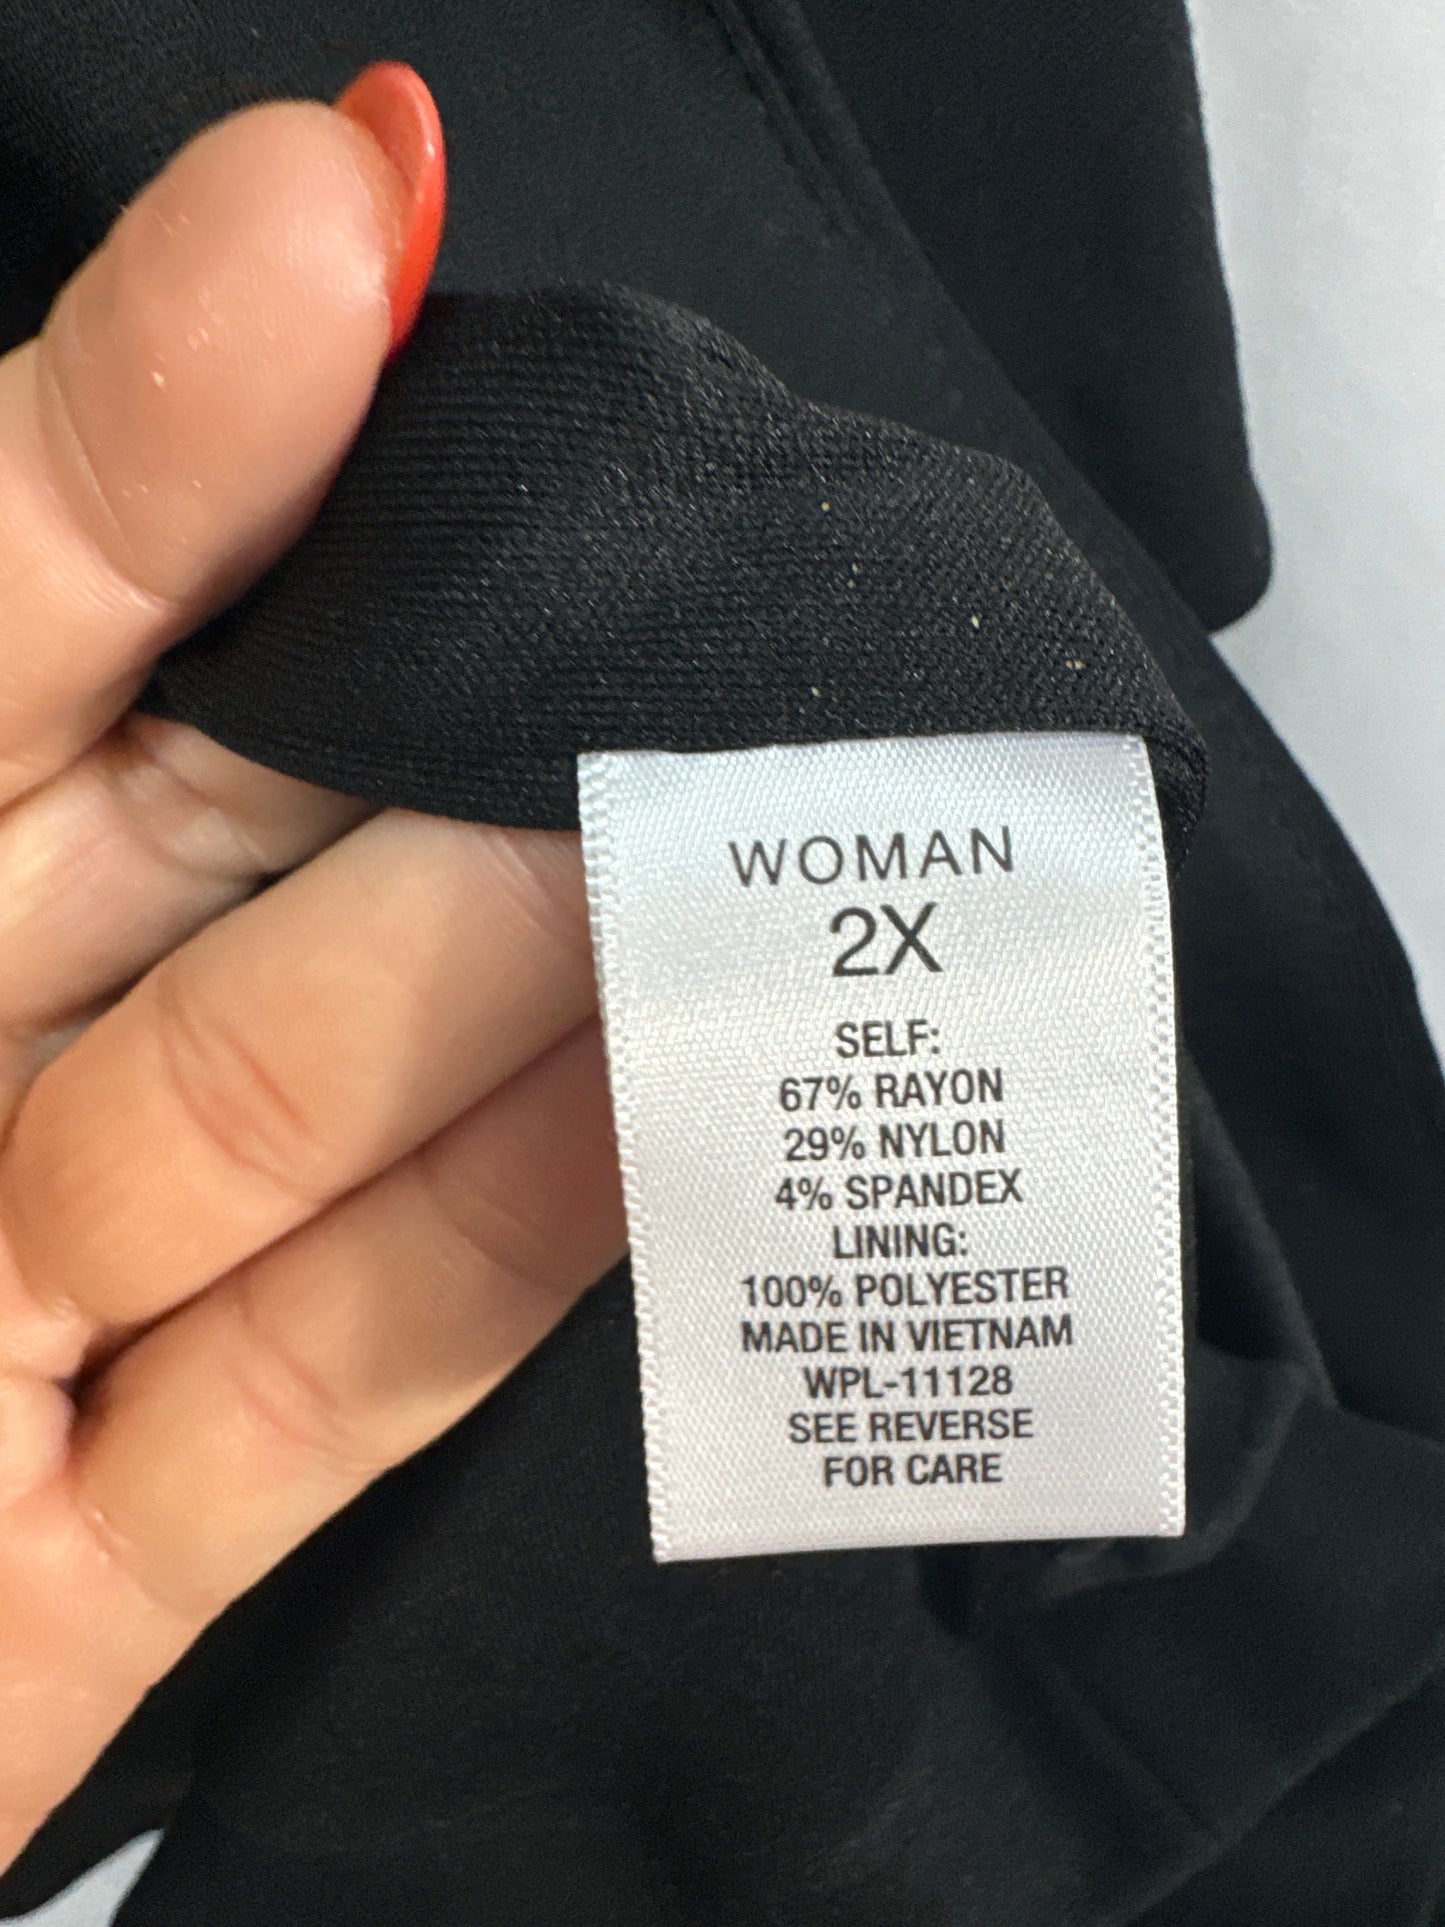 WOMAN
2X
SELF:
67% RAYON
29% NYLON
4% SPANDEX
LINING:
100% POLYESTER
MADE IN VIETNAM
WPL-11128
SEE REVERSE
FOR CARE